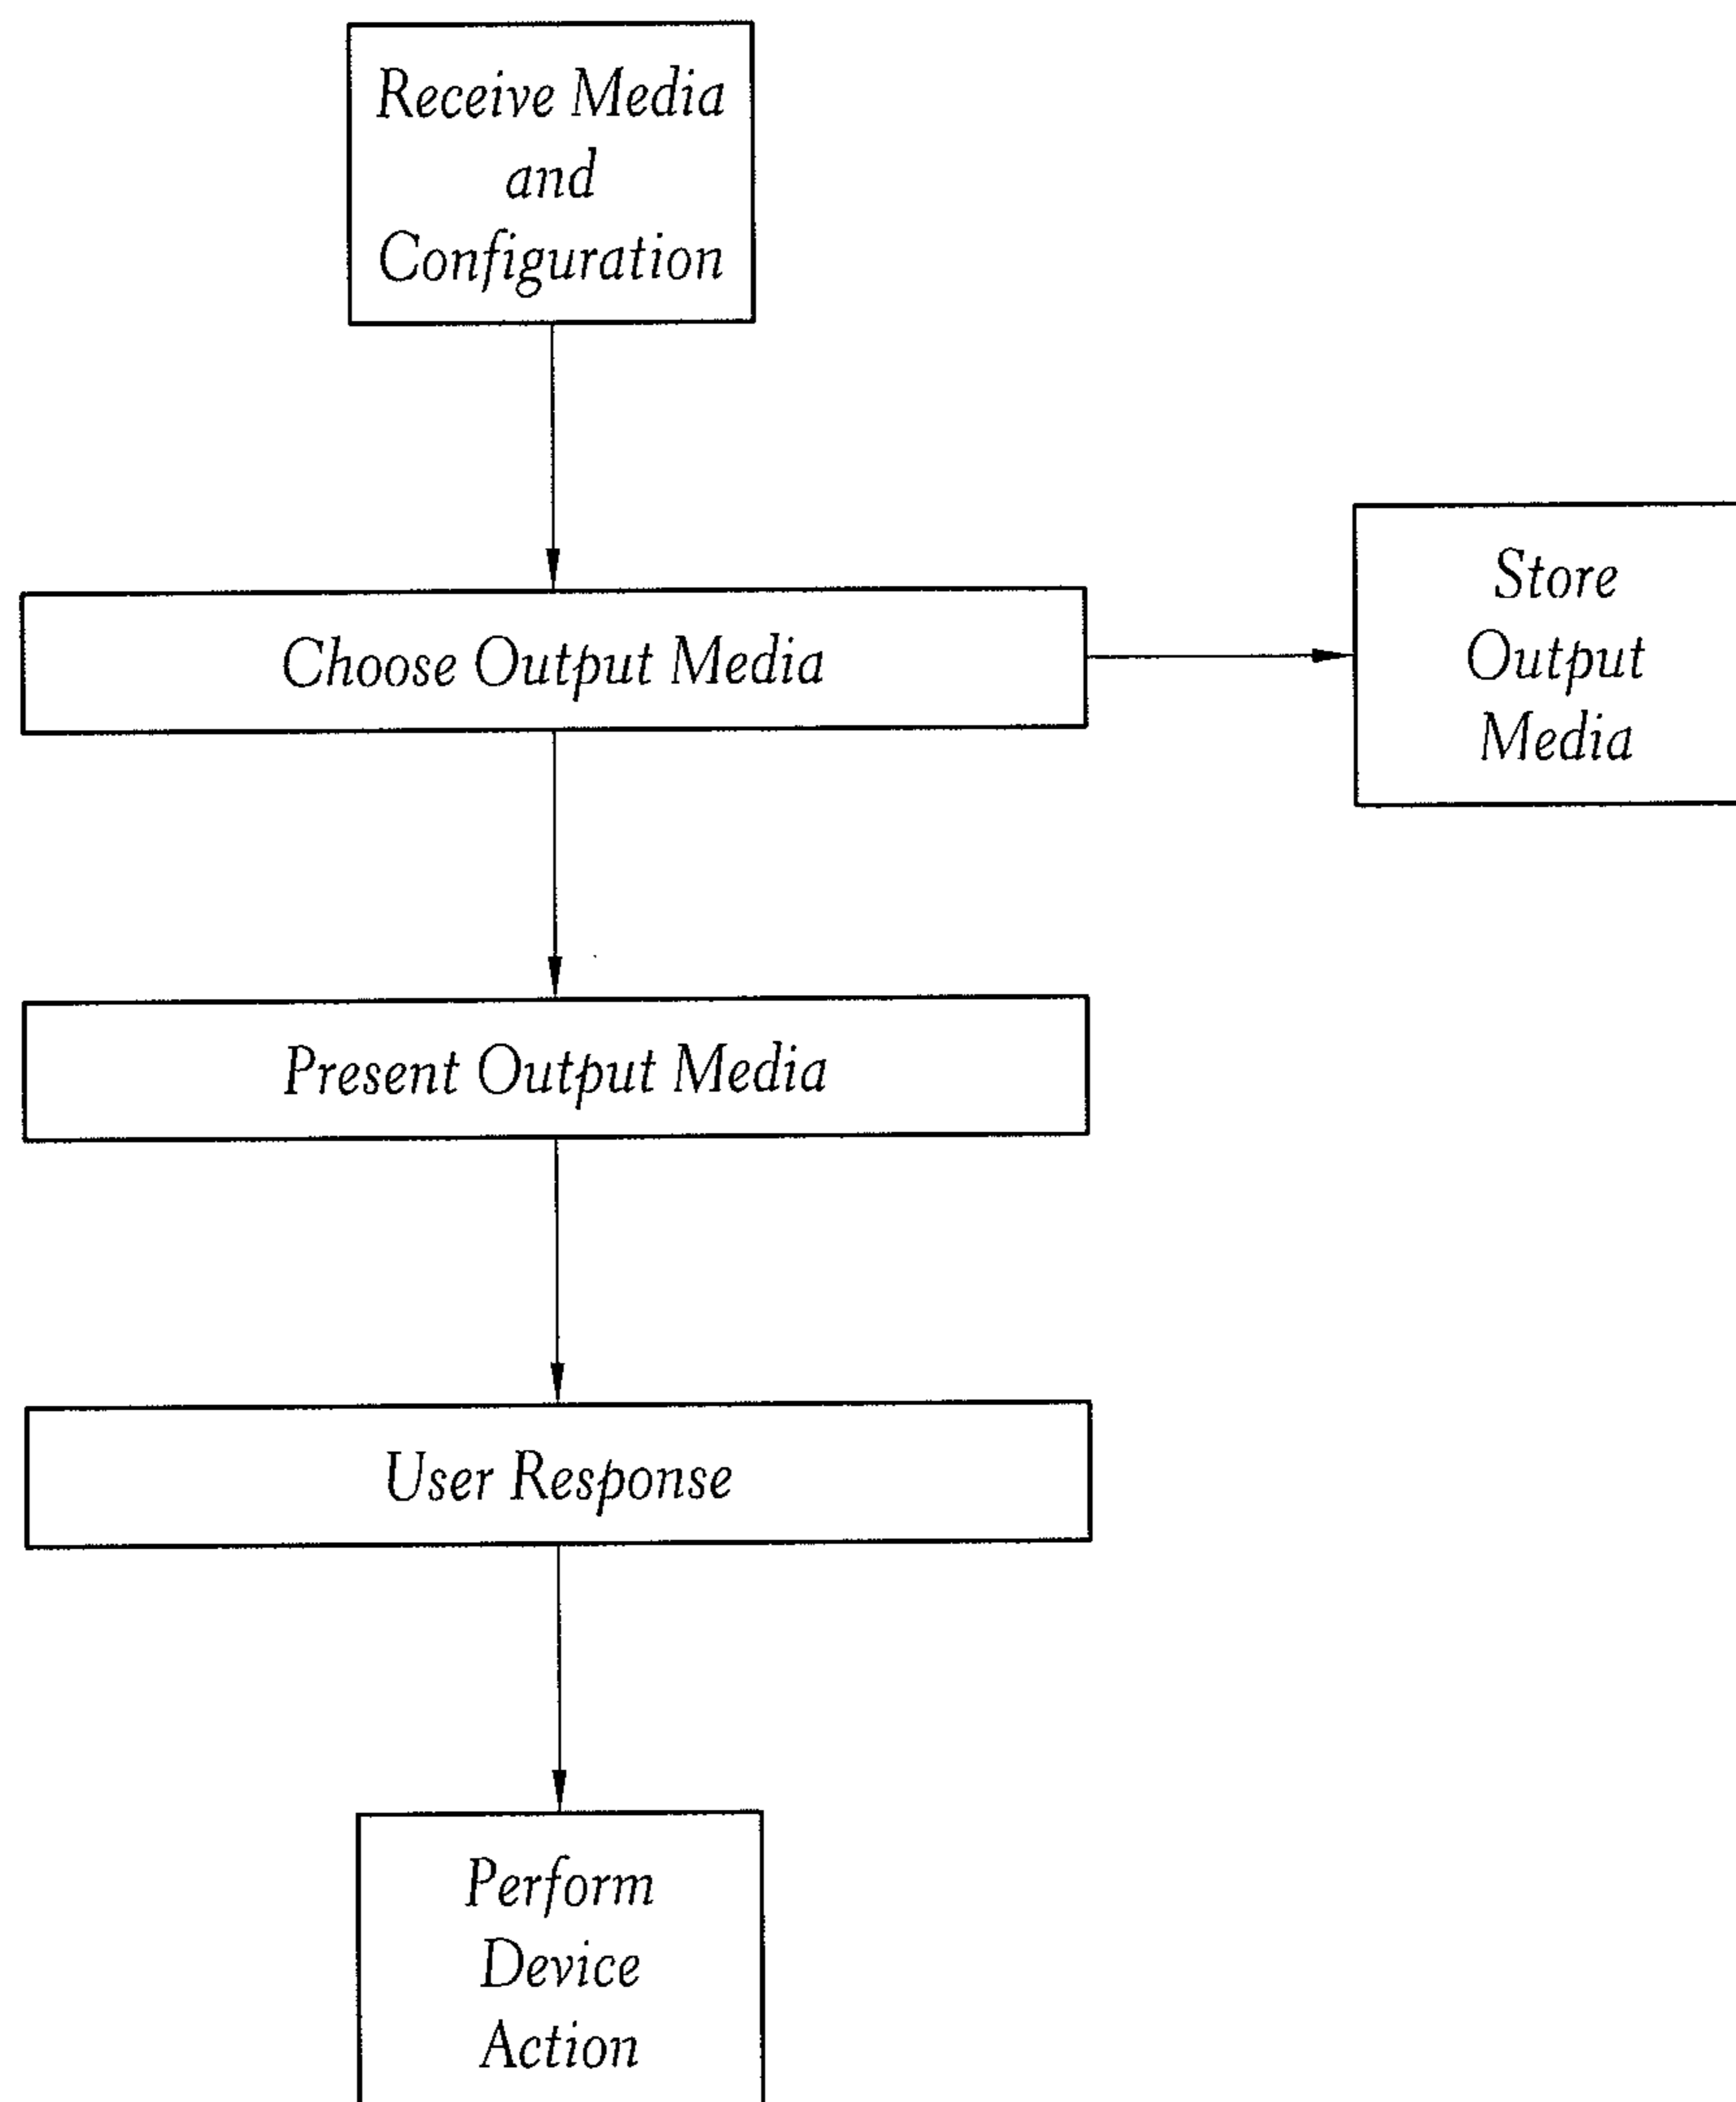 Receive Media
and
Configuration
Choose Output Media
Store
Output
Media
Present Output Media
User Response
Perform
Device
Action